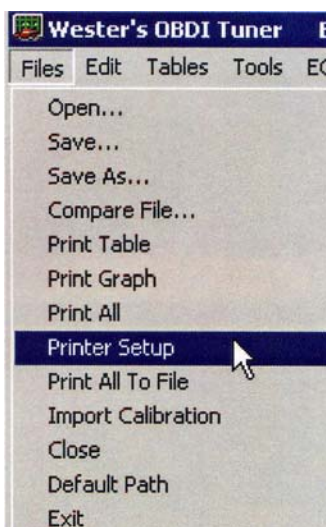 Wester's OBDI Tuner
Files Edit Tables Tools
Open...
Save...
Save As...
Compare File...
Print Table
Print Graph
Print All
Printer Setup
Print All To File
Import Calibration
Close
Default Path
Exit